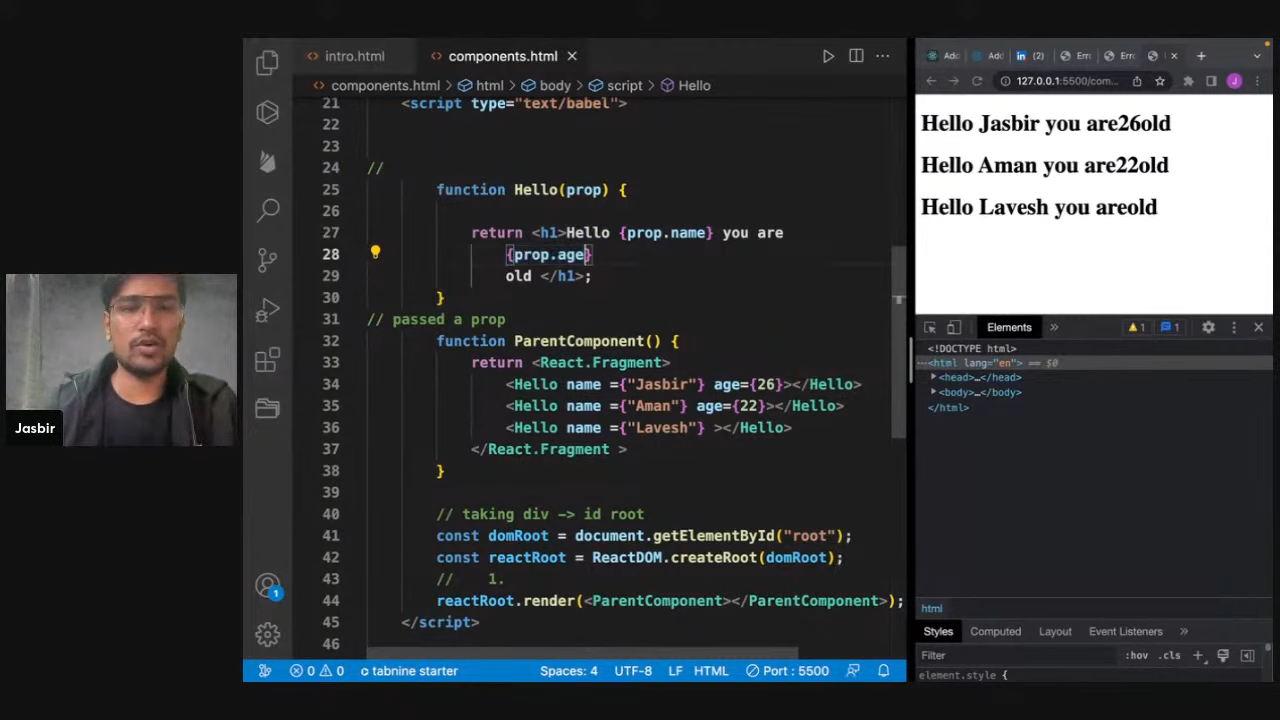 intro.html
components.html
components.html > html > body > script > Hello
21 <script type="text/babel">
22
23
24 //
25 function Hello(prop) {
26
27 return <h1>Hello {prop.name} you are
28 {prop.age}
29 old </h1>;
30 }
31 // passed a prop
32 function ParentComponent() {
33 return <React.Fragment>
34 <Hello name ={"Jasbir"} age={26}></Hello>
35 <Hello name ={"Aman"} age={22}></Hello>
36 <Hello name ={"Lavesh"} ></Hello>
37 </React.Fragment >
38 }
39
40 // taking div -> id root
41 const domRoot = document.getElementById("root");
42 const reactRoot = ReactDOM.createRoot(domRoot);
43 // 1.
44 reactRoot.render(<ParentComponent></ParentComponent>);
45 </script>
46
1
0 0 tabnine starter Spaces: 4 UTF-8 LF HTML Port : 5500
Jasbir
Add Add (2) Erro Erro
127.0.0.1:5500/com... J
Hello Jasbir you are26old
Hello Aman you are22old
Hello Lavesh you areold
Elements 1 1
<!DOCTYPE html>
<html lang="en"> == $0
<head>…</head>
<body>…</body>
</html>
html
Styles Computed Layout Event Listeners
Filter :hov .cls
element.style {